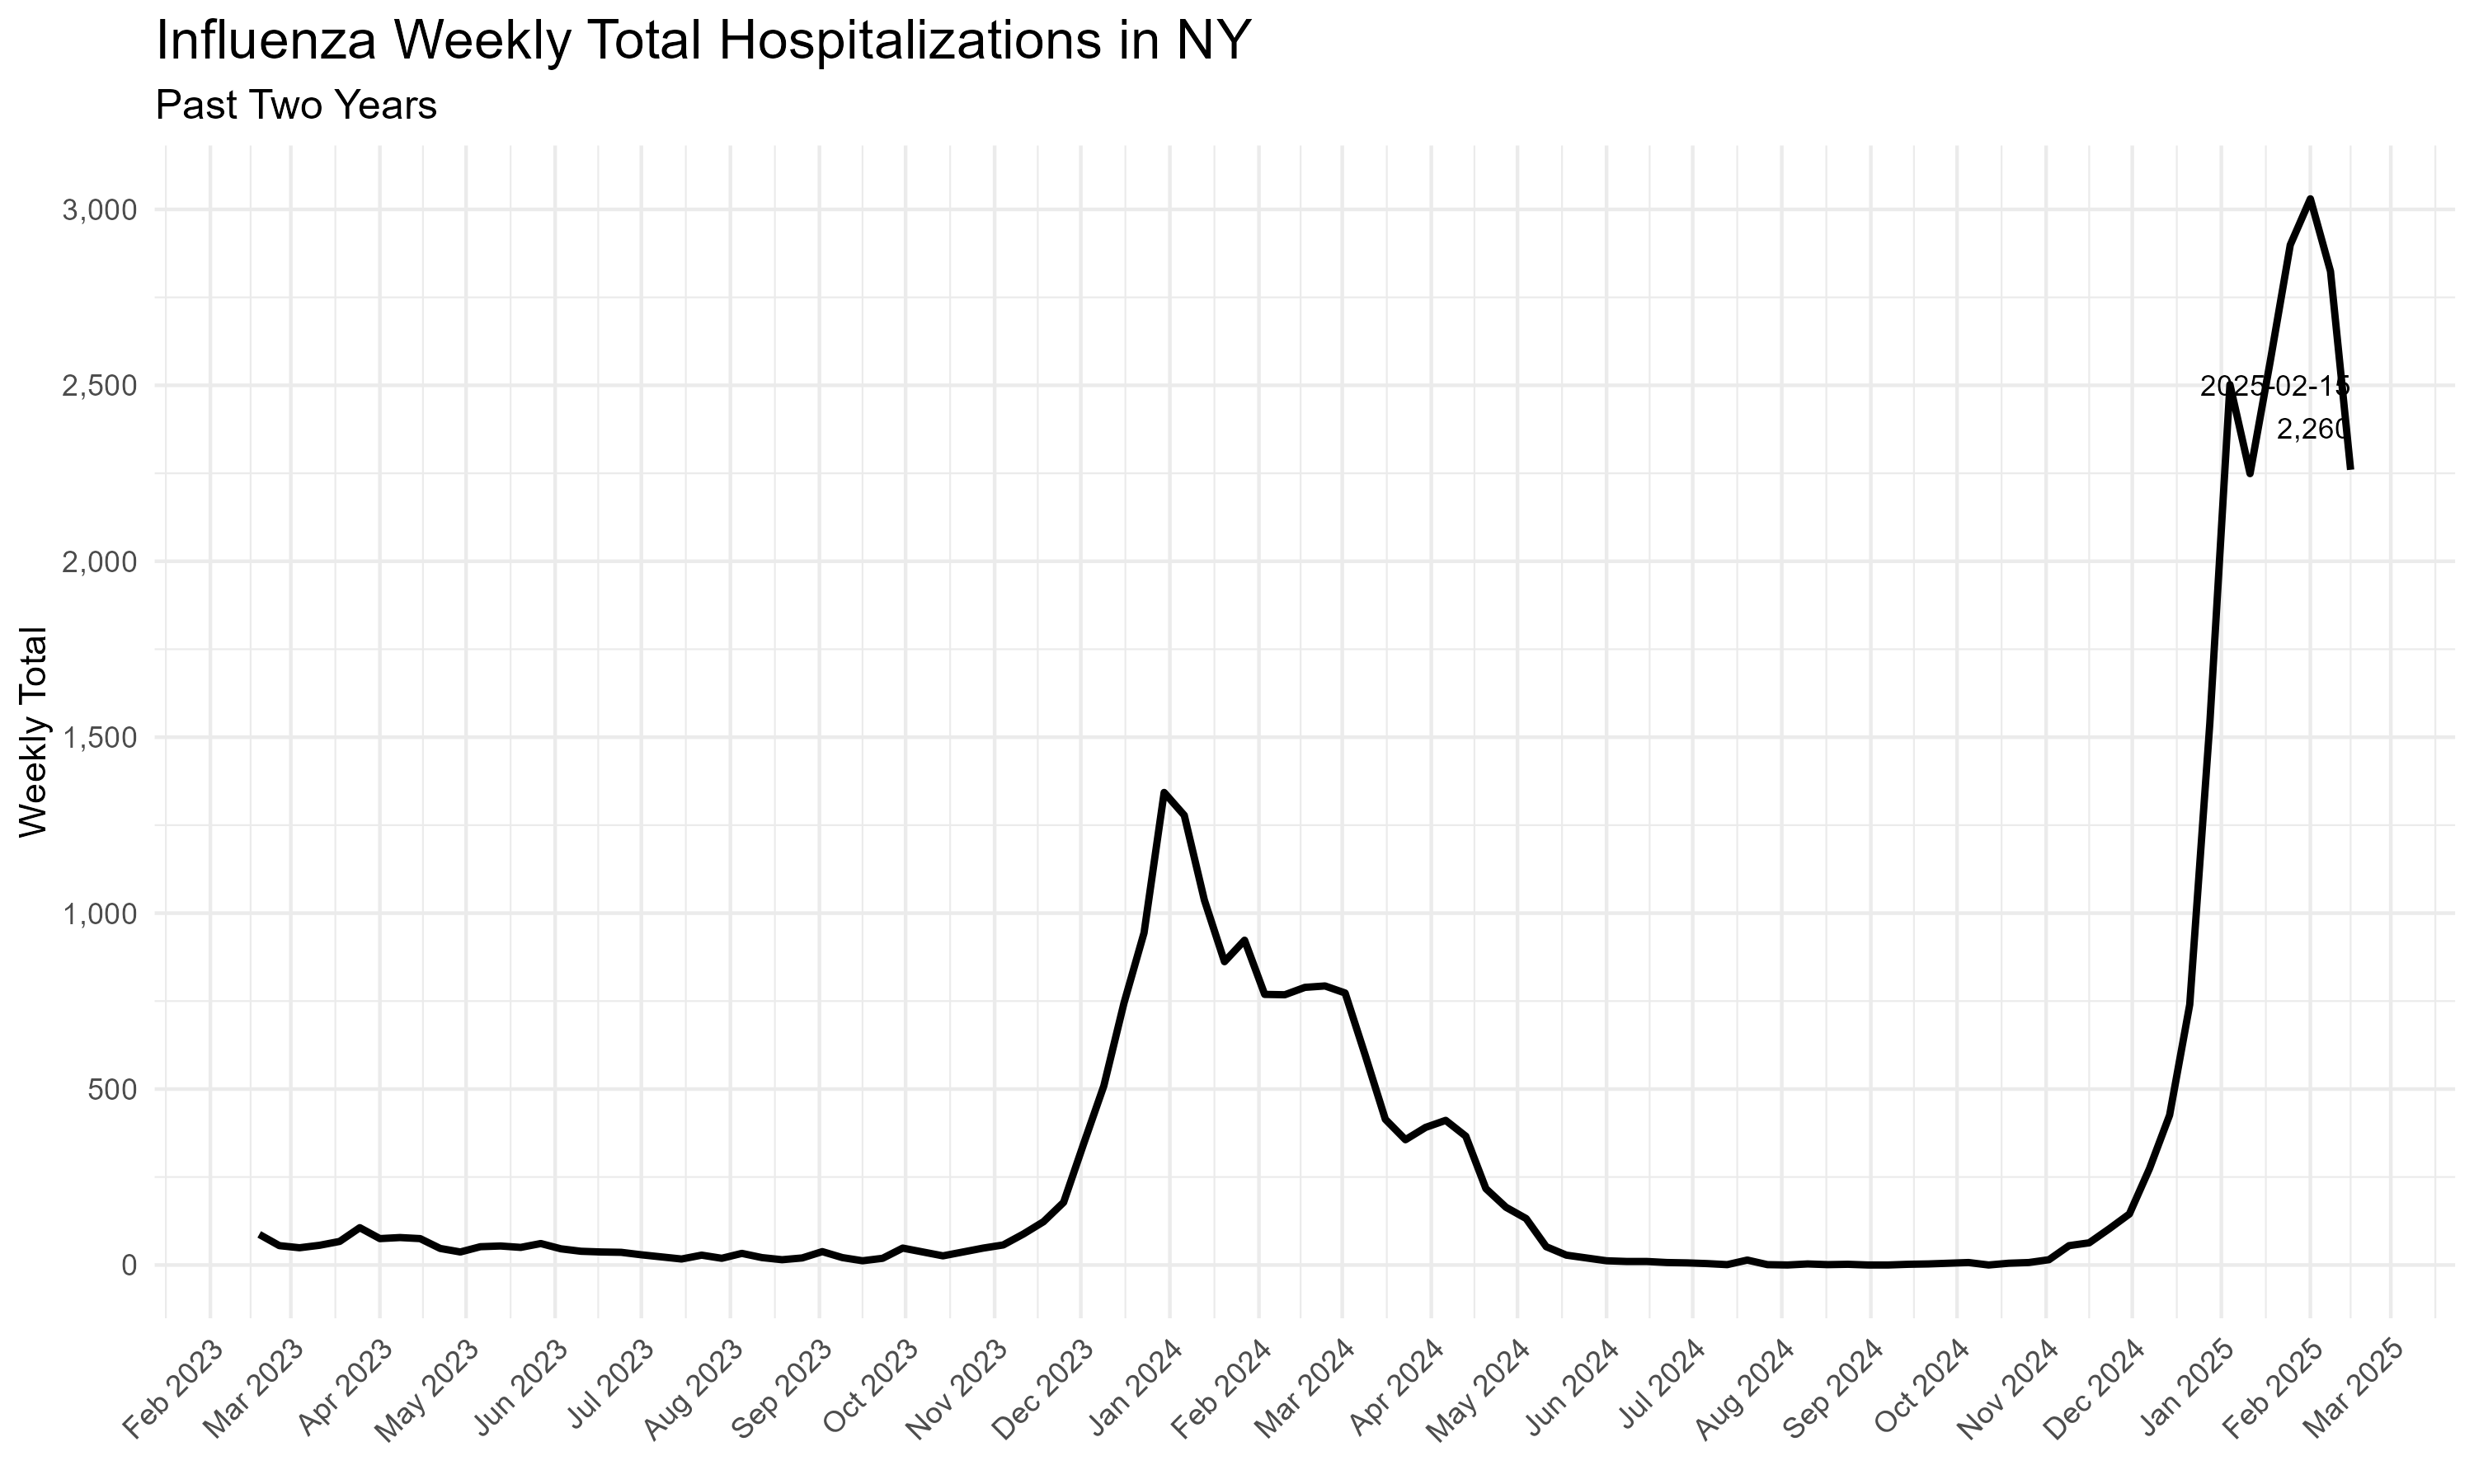 Influenza Weekly Total Hospitalizations in NY
Past Two Years
Weekly Total
3,000
2,500
2,000
1,500
1,000
500
0
2025-02-15
2,260
Feb 2023
Mar 2023
Apr 2023
May 2023
Jun 2023
Jul 2023
Aug 2023
Sep 2023
Oct 2023
Nov 2023
Dec 2023
Jan 2024
Feb 2024
Mar 2024
Apr 2024
May 2024
Jun 2024
Jul 2024
Aug 2024
Sep 2024
Oct 2024
Nov 2024
Dec 2024
Jan 2025
Feb 2025
Mar 2025